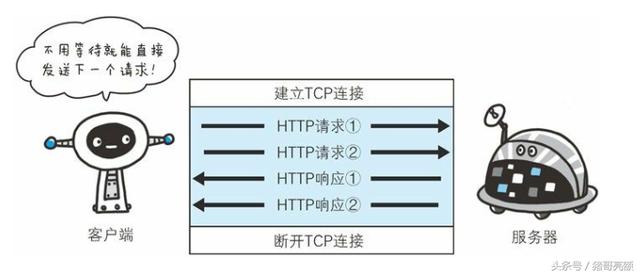 不用等待就能直接
发送下一个请求!
建立TCP连接
HTTP请求①
HTTP请求②
HTTP响应①
HTTP响应②
断开TCP连接
客户端
服务器
头条号 / 猪哥亮额